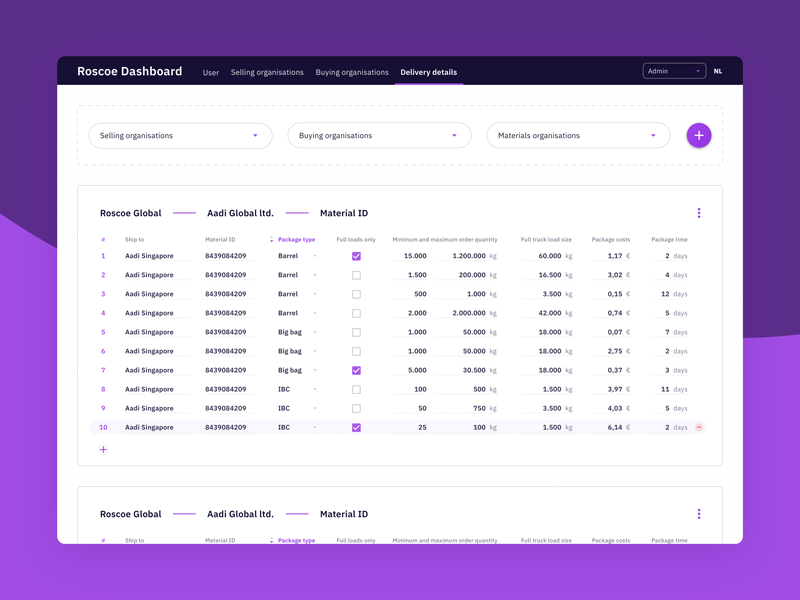 Roscoe Dashboard User Selling organisations Buying organisations Delivery details Admin NL
Selling organisations Buying organisations Materials organisations +
Roscoe Global Aadi Global ltd. Material ID
# Ship to Material ID Package type Full loads only Minimum and maximum order quantity Full truck load size Package costs Package time
1 Aadi Singapore 8439084209 Barrel 15.000 1.200.000 kg 60.000 kg 1,17 € 2 days
2 Aadi Singapore 8439084209 Barrel 1.500 200.000 kg 16.500 kg 3,02 € 4 days
3 Aadi Singapore 8439084209 Barrel 500 1.000 kg 3.500 kg 0,15 € 12 days
4 Aadi Singapore 8439084209 Barrel 2.000 2.000.000 kg 42.000 kg 0,74 € 5 days
5 Aadi Singapore 8439084209 Big bag 1.000 50.000 kg 18.000 kg 0,07 € 7 days
6 Aadi Singapore 8439084209 Big bag 1.000 50.000 kg 18.000 kg 2,75 € 2 days
7 Aadi Singapore 8439084209 Big bag 5.000 30.500 kg 18.000 kg 0,37 € 3 days
8 Aadi Singapore 8439084209 IBC 100 500 kg 1.500 kg 3,97 € 11 days
9 Aadi Singapore 8439084209 IBC 50 750 kg 3.500 kg 4,03 € 5 days
10 Aadi Singapore 8439084209 IBC 25 100 kg 1.500 kg 6,14 € 2 days
+
Roscoe Global Aadi Global ltd. Material ID
# Ship to Material ID Package type Full loads only Minimum and maximum order quantity Full truck load size Package costs Package time